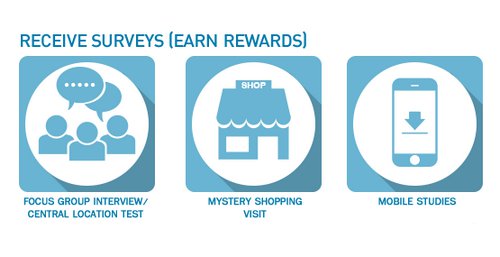 RECEIVE SURVEYS (EARN REWARDS)
SHOP
FOCUS GROUP INTERVIEW/
CENTRAL LOCATION TEST
MYSTERY SHOPPING
VISIT
MOBILE STUDIES